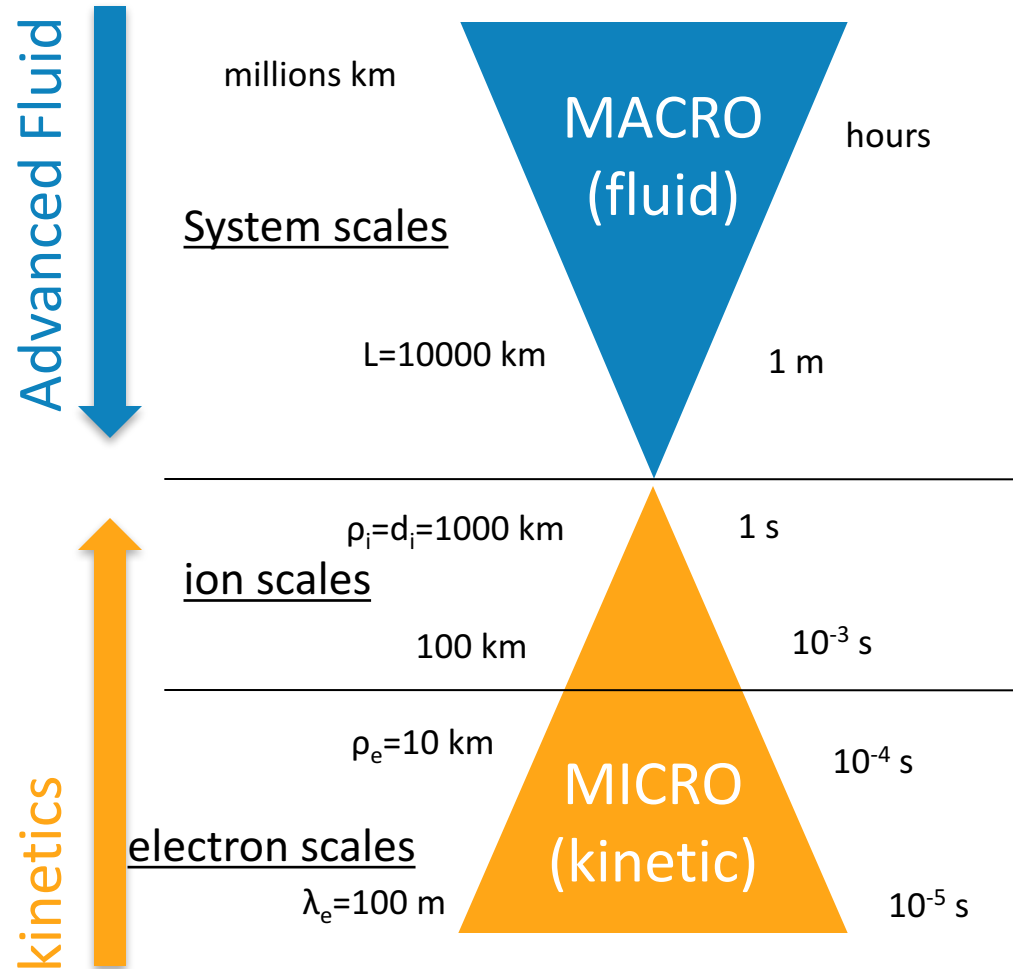 Advanced Fluid
millions km
MACRO
(fluid)
hours
System scales
L=10000 km
1 m
ρᵢ=dᵢ=1000 km
1 s
ion scales
100 km
10⁻³ s
ρₑ=10 km
10⁻⁴ s
MICRO
(kinetic)
kinetics
electron scales
λₑ=100 m
10⁻⁵ s